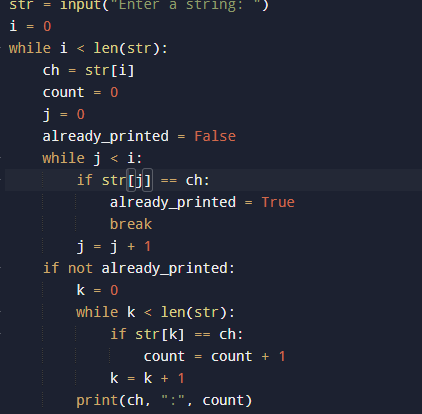 str = input("Enter a string: ")
i = 0
while i < len(str):
    ch = str[i]
    count = 0
    j = 0
    already_printed = False
    while j < i:
        if str[j] == ch:
            already_printed = True
            break
        j = j + 1
    if not already_printed:
        k = 0
        while k < len(str):
            if str[k] == ch:
                count = count + 1
            k = k + 1
        print(ch, ":", count)